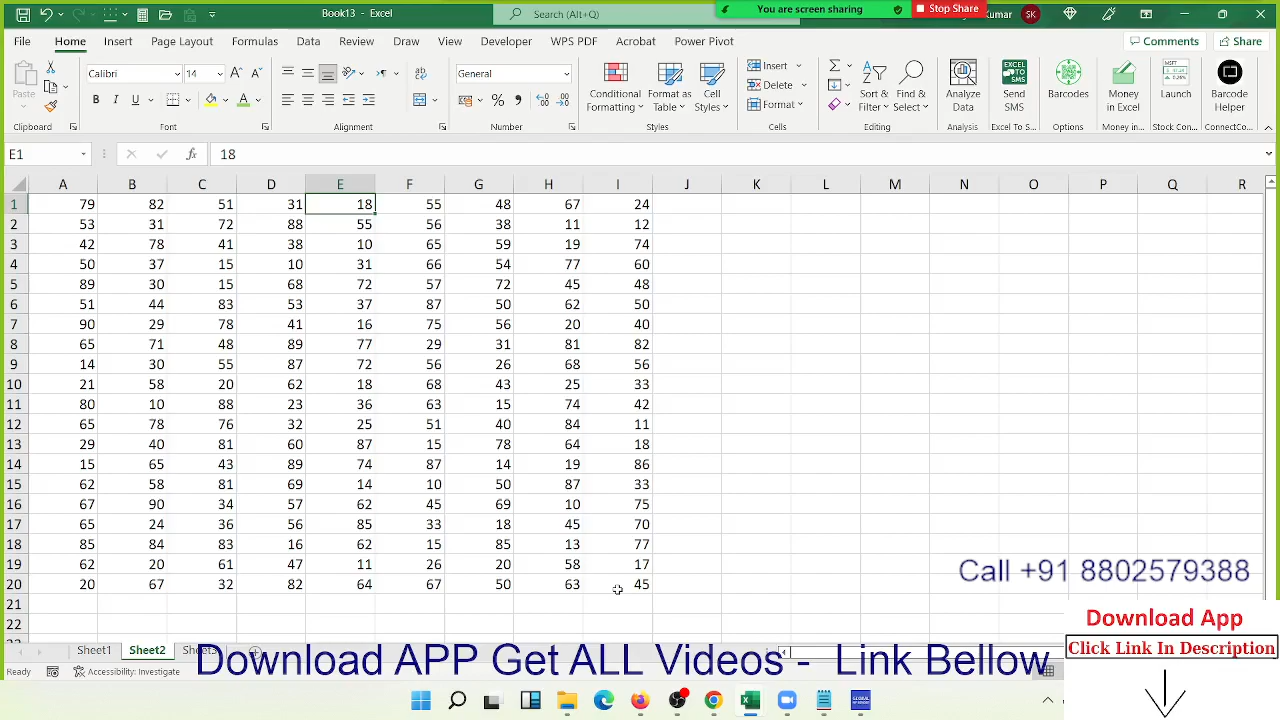 Book13 - Excel
Search (Alt+Q)
You are screen sharing
Stop Share
Kumar
SK
File Home Insert Page Layout Formulas Data Review Draw View Developer WPS PDF Acrobat Power Pivot
Comments Share
Paste
Calibri 14
B I U
General
Conditional Formatting
Format as Table
Cell Styles
Insert
Delete
Format
Sort & Filter
Find & Select
Analyze Data
Send SMS
Barcodes
Money in Excel
Launch
Barcode Helper
Clipboard Font Alignment Number Styles Cells Editing Analysis Excel To S... Options Money in... Stock Con... ConnectCo...
E1 fx 18
A B C D E F G H I J K L M N O P Q R
1 79 82 51 31 18 55 48 67 24
2 53 31 72 88 55 56 38 11 12
3 42 78 41 38 10 65 59 19 74
4 50 37 15 10 31 66 54 77 60
5 89 30 15 68 72 57 72 45 48
6 51 44 83 53 37 87 50 62 50
7 90 29 78 41 16 75 56 20 40
8 65 71 48 89 77 29 31 81 82
9 14 30 55 87 72 56 26 68 56
10 21 58 20 62 18 68 43 25 33
11 80 10 88 23 36 63 15 74 42
12 65 78 76 32 25 51 40 84 11
13 29 40 81 60 87 15 78 64 18
14 15 65 43 89 74 87 14 19 86
15 62 58 81 69 14 10 50 87 33
16 67 90 34 57 62 45 69 10 75
17 65 24 36 56 85 33 18 45 70
18 85 84 83 16 62 15 85 13 77
19 62 20 61 47 11 26 20 58 17
20 20 67 32 82 64 67 50 63 45
21
22
Call +91 8802579388
Download App
Click Link In Description
Sheet1 Sheet2 Sheet3
Download APP Get ALL Videos - Link Bellow
Ready Accessibility: Investigate